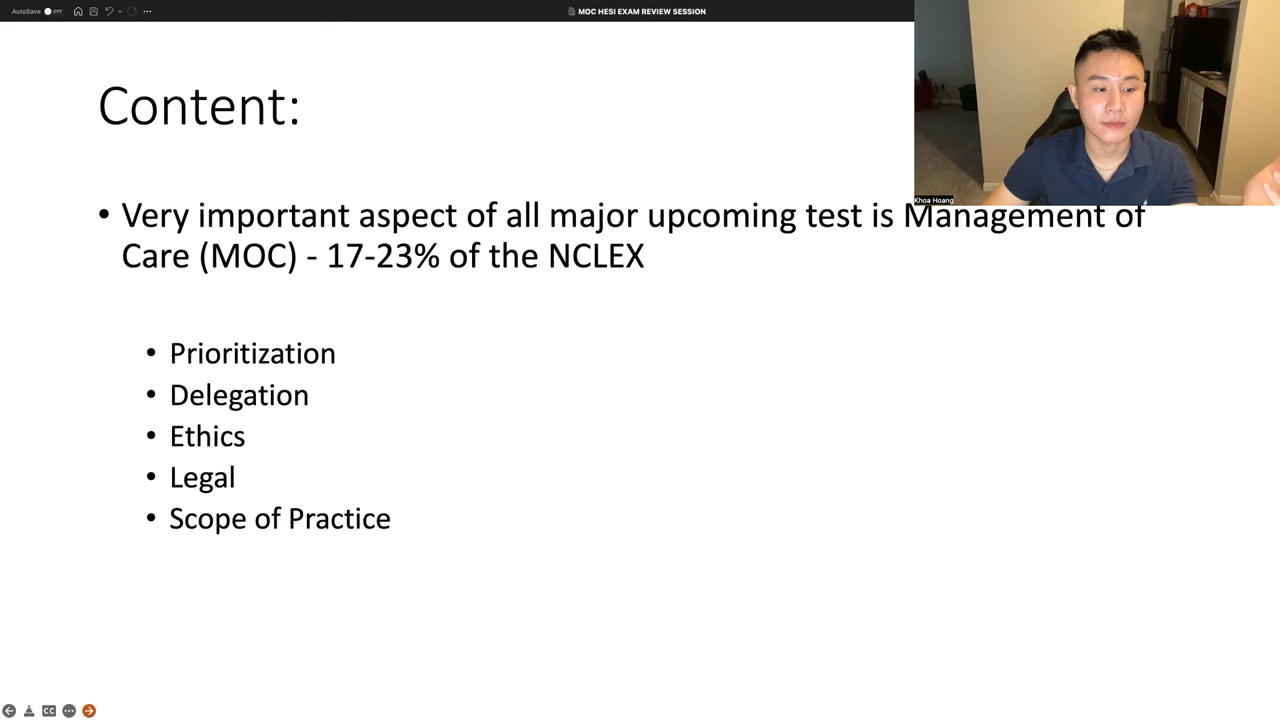 AutoSave OFF
MOC HESI EXAM REVIEW SESSION
Khoa Hoang
Content:
• Very important aspect of all major upcoming test is Management of
Care (MOC) - 17-23% of the NCLEX
• Prioritization
• Delegation
• Ethics
• Legal
• Scope of Practice
CC